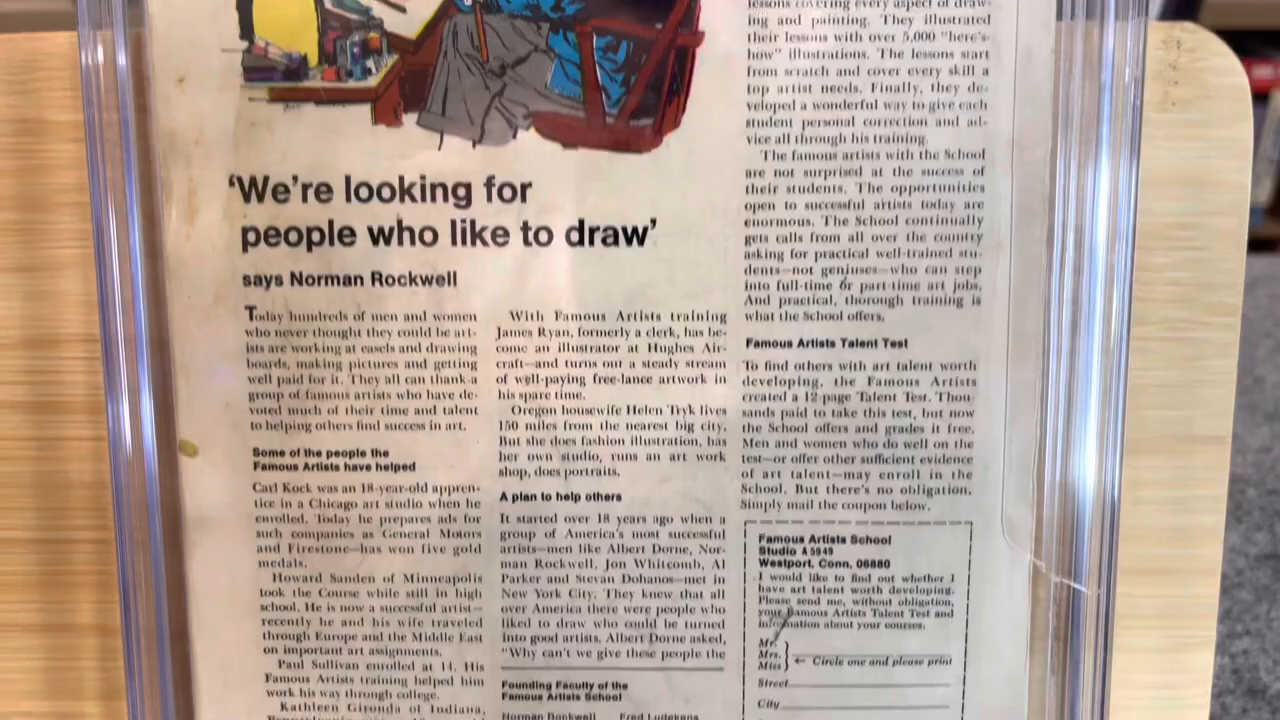 'We're looking for
people who like to draw'
says Norman Rockwell
Today hundreds of men and women
who never thought they could be art-
ists are working at easels and drawing
boards, making pictures and getting
well paid for it. They all can thank a
group of famous artists who have de-
voted much of their time and talent
to helping others find success in art.
Some of the people the
Famous Artists have helped
Carl Kock was an 18-year-old appren-
tice in a Chicago art studio when he
enrolled. Today he prepares ads for
such companies as General Motors
and Firestone—has won five gold
medals.
Howard Sanden of Minneapolis
took the Course while still in high
school. He is now a successful artist—
recently he and his wife traveled
through Europe and the Middle East
on important art assignments.
Paul Sullivan enrolled at 14. His
Famous Artists training helped him
work his way through college.
Kathleen Gironda of Indiana,
With Famous Artists training
James Ryan, formerly a clerk, has be-
come an illustrator at Hughes Air-
craft—and turns out a steady stream
of well-paying free-lance artwork in
his spare time.
Oregon housewife Helen Tryk lives
150 miles from the nearest big city.
But she does fashion illustration, has
her own studio, runs an art work
shop, does portraits.
A plan to help others
It started over 18 years ago when a
group of America's most successful
artists—men like Albert Dorne, Nor-
man Rockwell, Jon Whitcomb, Al
Parker and Stevan Dohanos—met in
New York City. They knew that all
over America there were people who
liked to draw who could be turned
into good artists. Albert Dorne asked,
"Why can't we give these people the
Founding Faculty of the
Famous Artists School
Norman Rockwell Fred Ludekens
lessons covering every aspect of draw-
ing and painting. They illustrated
their lessons with over 5,000 "here's-
how" illustrations. The lessons start
from scratch and cover every skill a
top artist needs. Finally, they de-
veloped a wonderful way to give each
student personal correction and ad-
vice all through his training.
The famous artists with the School
are not surprised at the success of
their students. The opportunities
open to successful artists today are
enormous. The School continually
gets calls from all over the country
asking for practical well-trained stu-
dents—not geniuses—who can step
into full-time or part-time art jobs.
And practical, thorough training is
what the School offers.
Famous Artists Talent Test
To find others with art talent worth
developing, the Famous Artists
created a 12-page Talent Test. Thou-
sands paid to take this test, but now
the School offers and grades it free.
Men and women who do well on the
test—or offer other sufficient evidence
of art talent—may enroll in the
School. But there's no obligation.
Simply mail the coupon below.
Famous Artists School
Studio A5949
Westport, Conn. 06880
I would like to find out whether I
have art talent worth developing.
Please send me, without obligation,
your Famous Artists Talent Test and
information about your courses.
Mr.
Mrs. ← Circle one and please print
Miss
Street
City